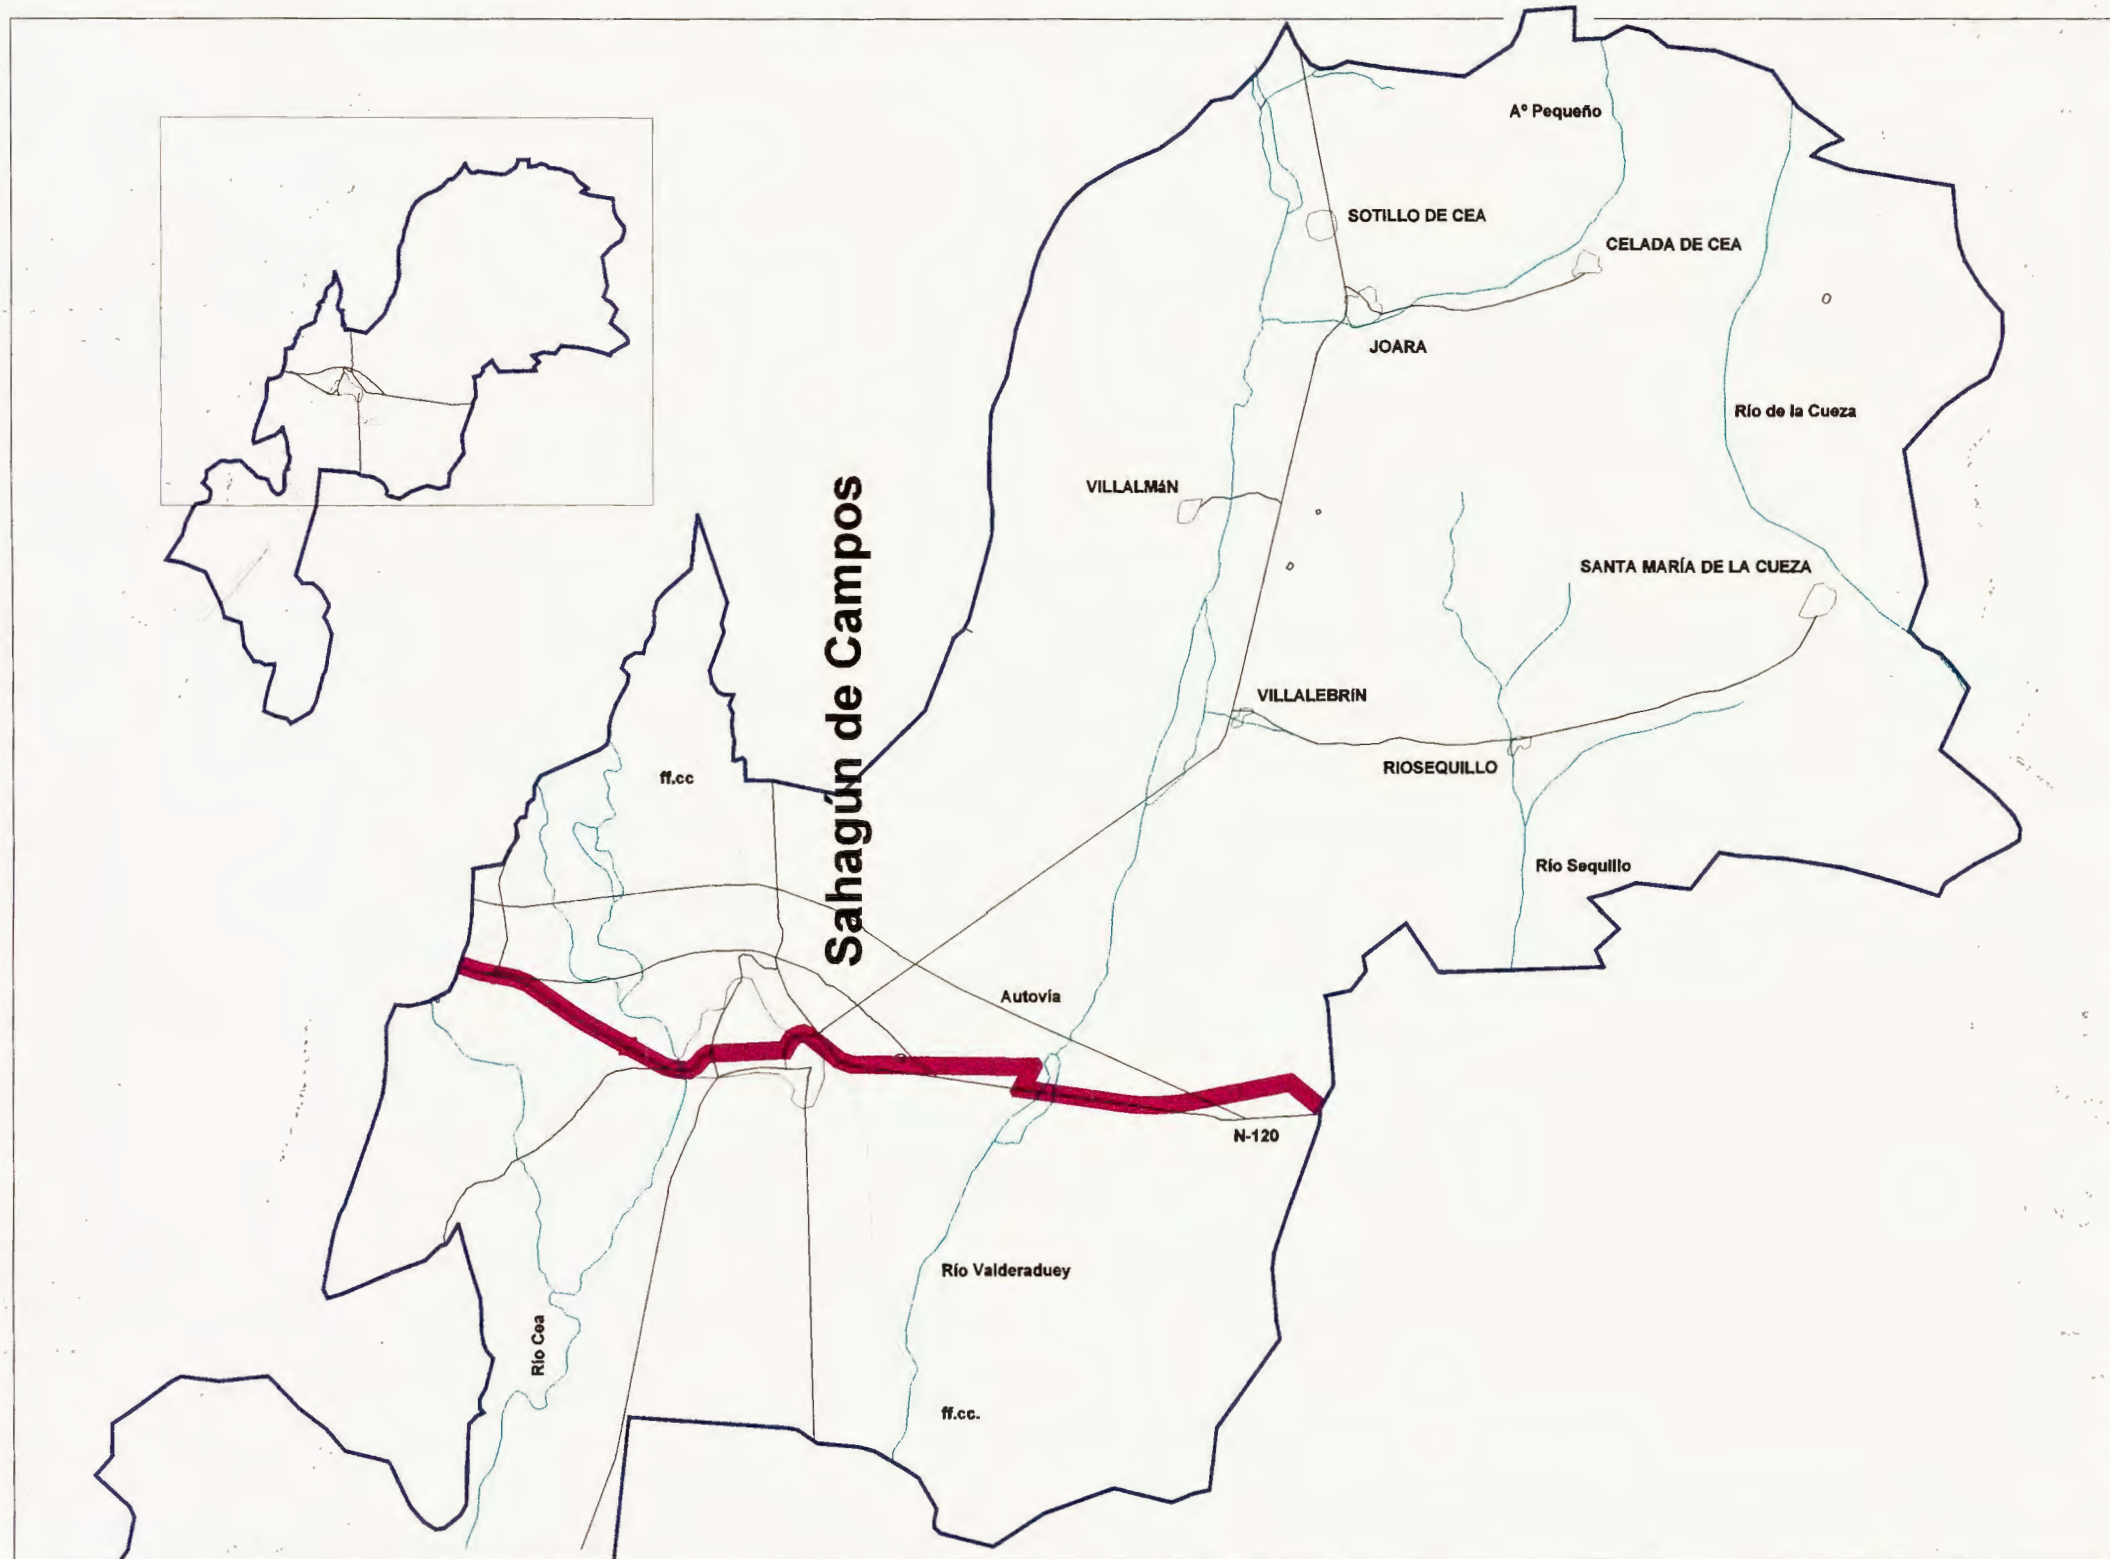 Aº Pequeño
SOTILLO DE CEA
CELADA DE CEA
JOARA
Río de la Cueza
VILLALMáN
SANTA MARÍA DE LA CUEZA
Sahagún de Campos
VILLALEBRíN
RIOSEQUILLO
ff.cc
Río Sequillo
Autovía
N-120
Río Valderaduey
Río Cea
ff.cc.